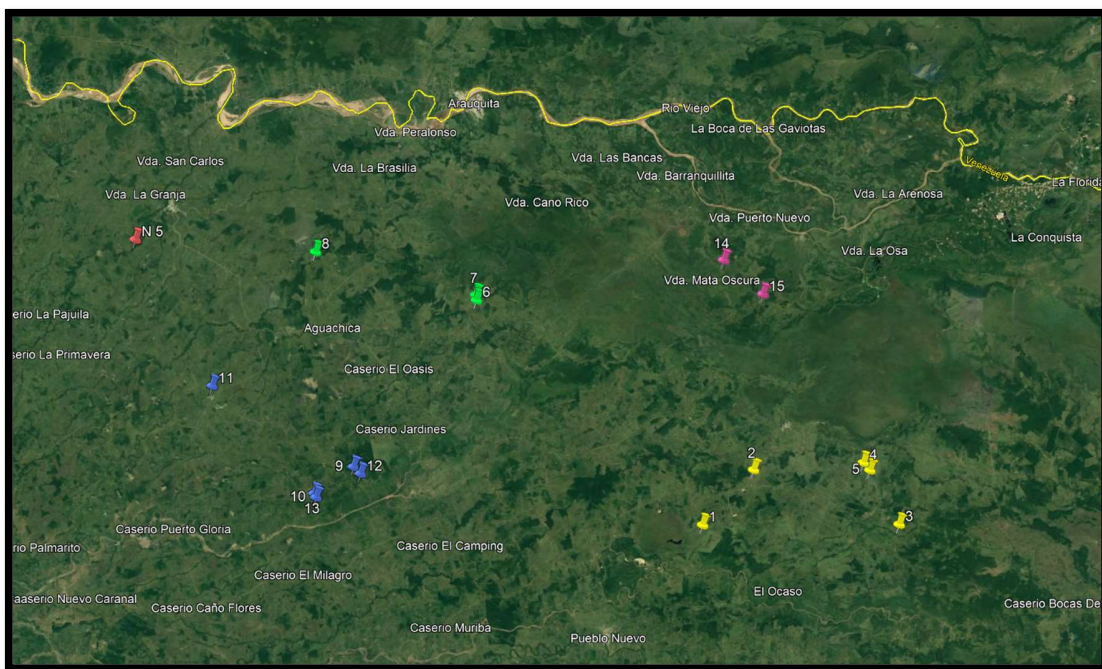 Arauquita
Rio Viejo
La Boca de Las Gaviotas
Vda. Peralonso
Vda. San Carlos
Vda. La Brasilia
Vda. Las Bancas
Venezuela
Vda. Barranquillita
La Florida
Vda. La Granja
Vda. Cano Rico
Vda. La Arenosa
Vda. Puerto Nuevo
N 5
8
14
La Conquista
Vda. La Osa
7
6
Vda. Mata Oscura
15
erio La Pajuila
Aguachica
serio La Primavera
Caserio El Oasis
11
Caserio Jardines
9
12
2
4
5
10
13
1
3
Caserio Puerto Gloria
rio Palmarito
Caserio El Camping
Caserio El Milagro
El Ocaso
aaserio Nuevo Caranal
Caserio Caño Flores
Caserio Bocas De
Caserio Muriba
Pueblo Nuevo